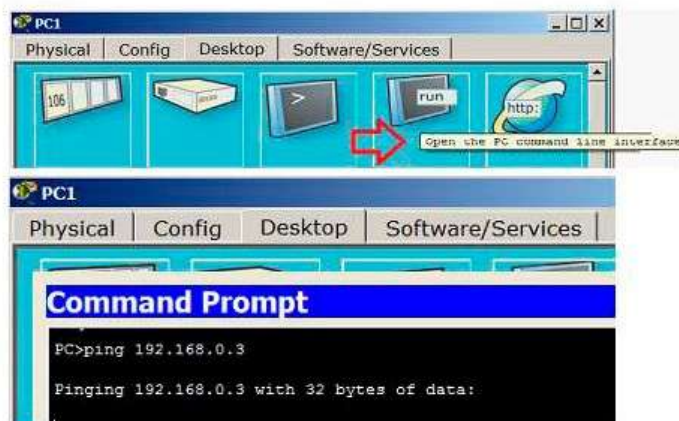 PC1
Physical Config Desktop Software/Services
106
>
run
http:
Open the PC command line interface
PC1
Physical Config Desktop Software/Services
Command Prompt
PC>ping 192.168.0.3
Pinging 192.168.0.3 with 32 bytes of data: